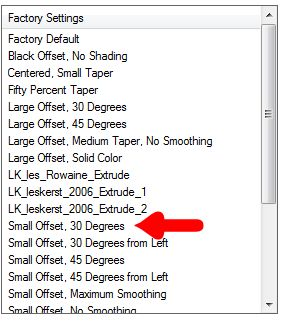 Factory Settings
Factory Default
Black Offset, No Shading
Centered, Small Taper
Fifty Percent Taper
Large Offset, 30 Degrees
Large Offset, 45 Degrees
Large Offset, Medium Taper, No Smoothing
Large Offset, Solid Color
LK_les_Rowaine_Extrude
LK_leskerst_2006_Extrude_1
LK_leskerst_2006_Extrude_2
Small Offset, 30 Degrees
Small Offset, 30 Degrees from Left
Small Offset, 45 Degrees
Small Offset, 45 Degrees from Left
Small Offset, Maximum Smoothing
Small Offset, No Smoothing